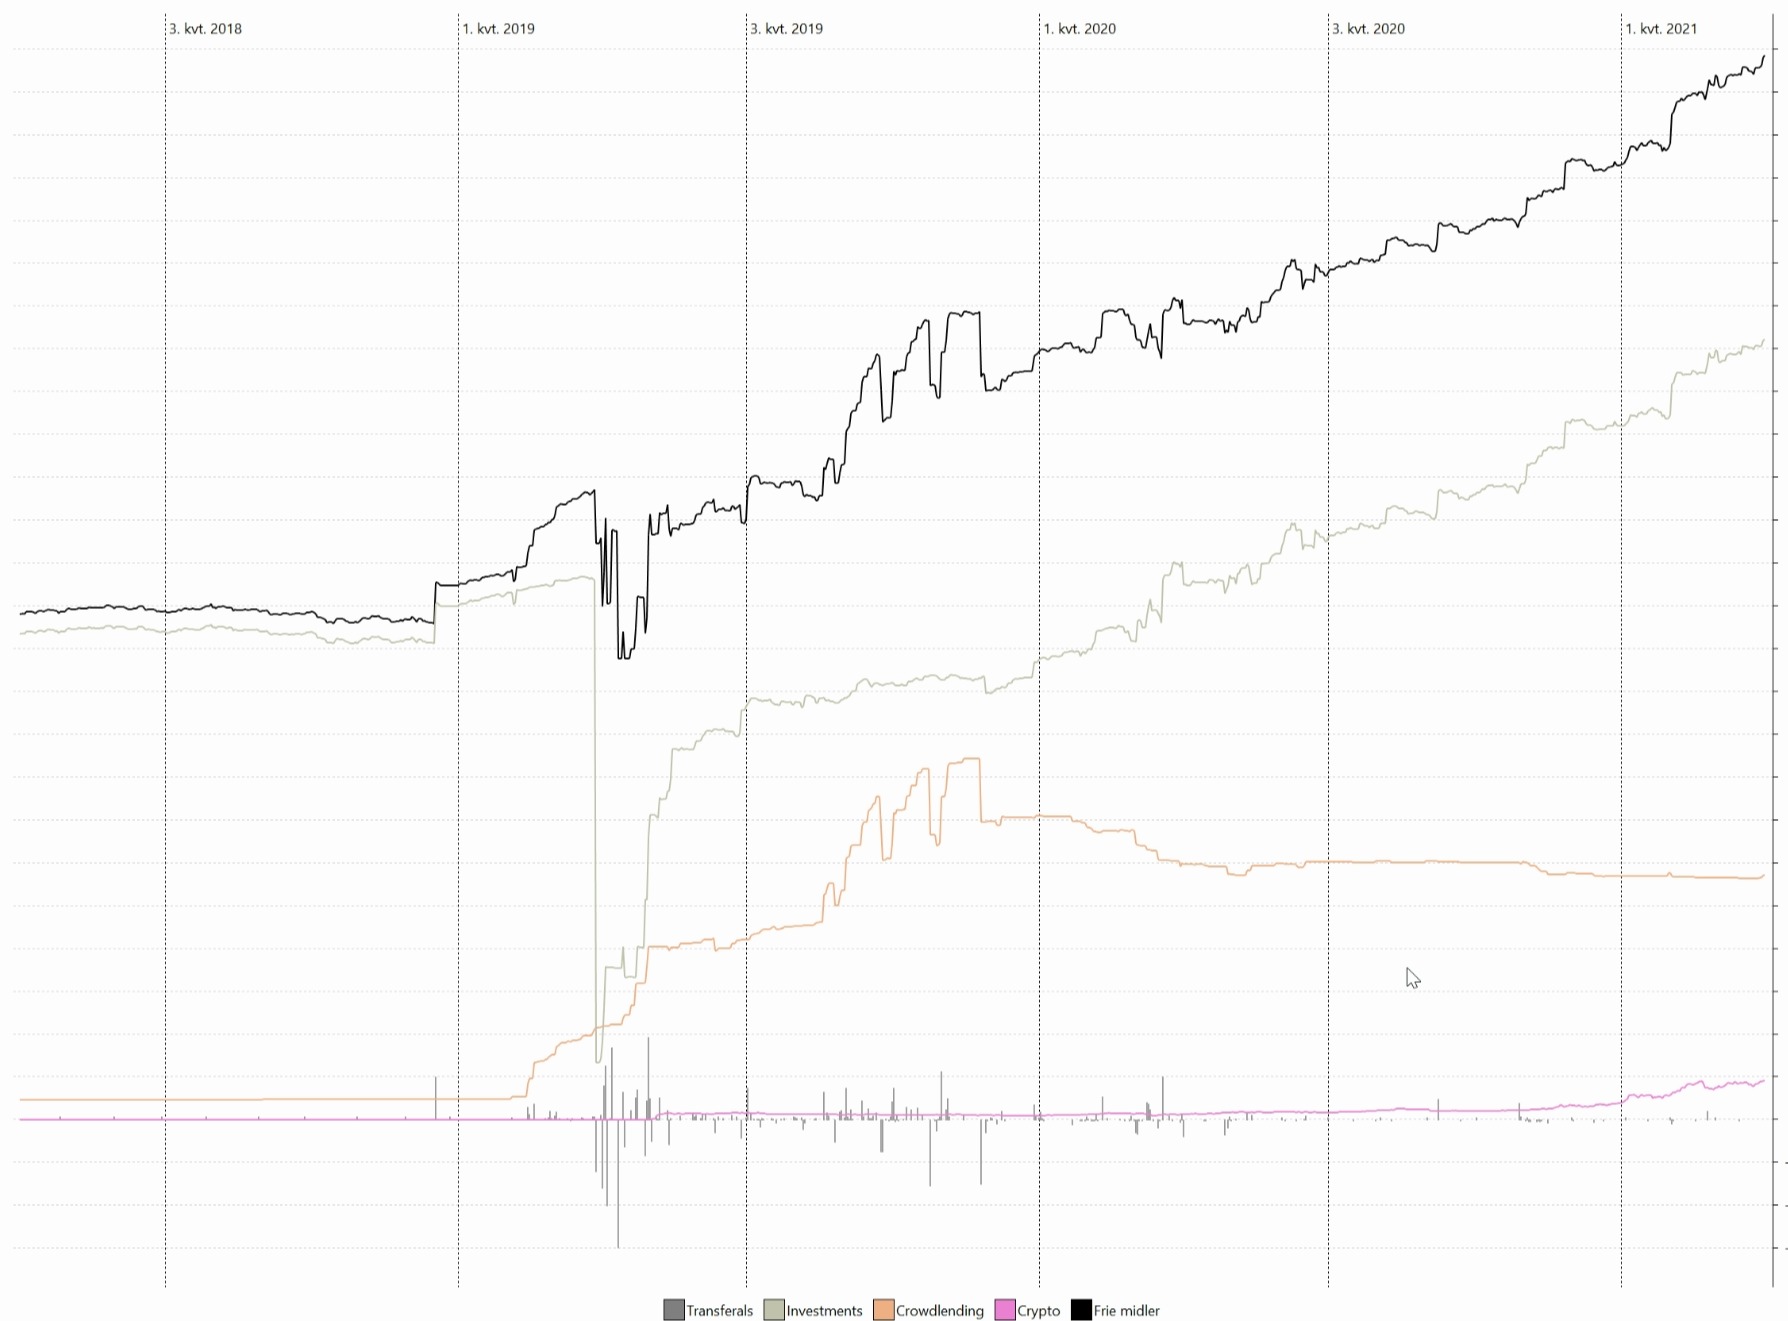 3. kvt. 2018
1. kvt. 2019
3. kvt. 2019
1. kvt. 2020
3. kvt. 2020
1. kvt. 2021
Transferals Investments Crowdlending Crypto Frie midler